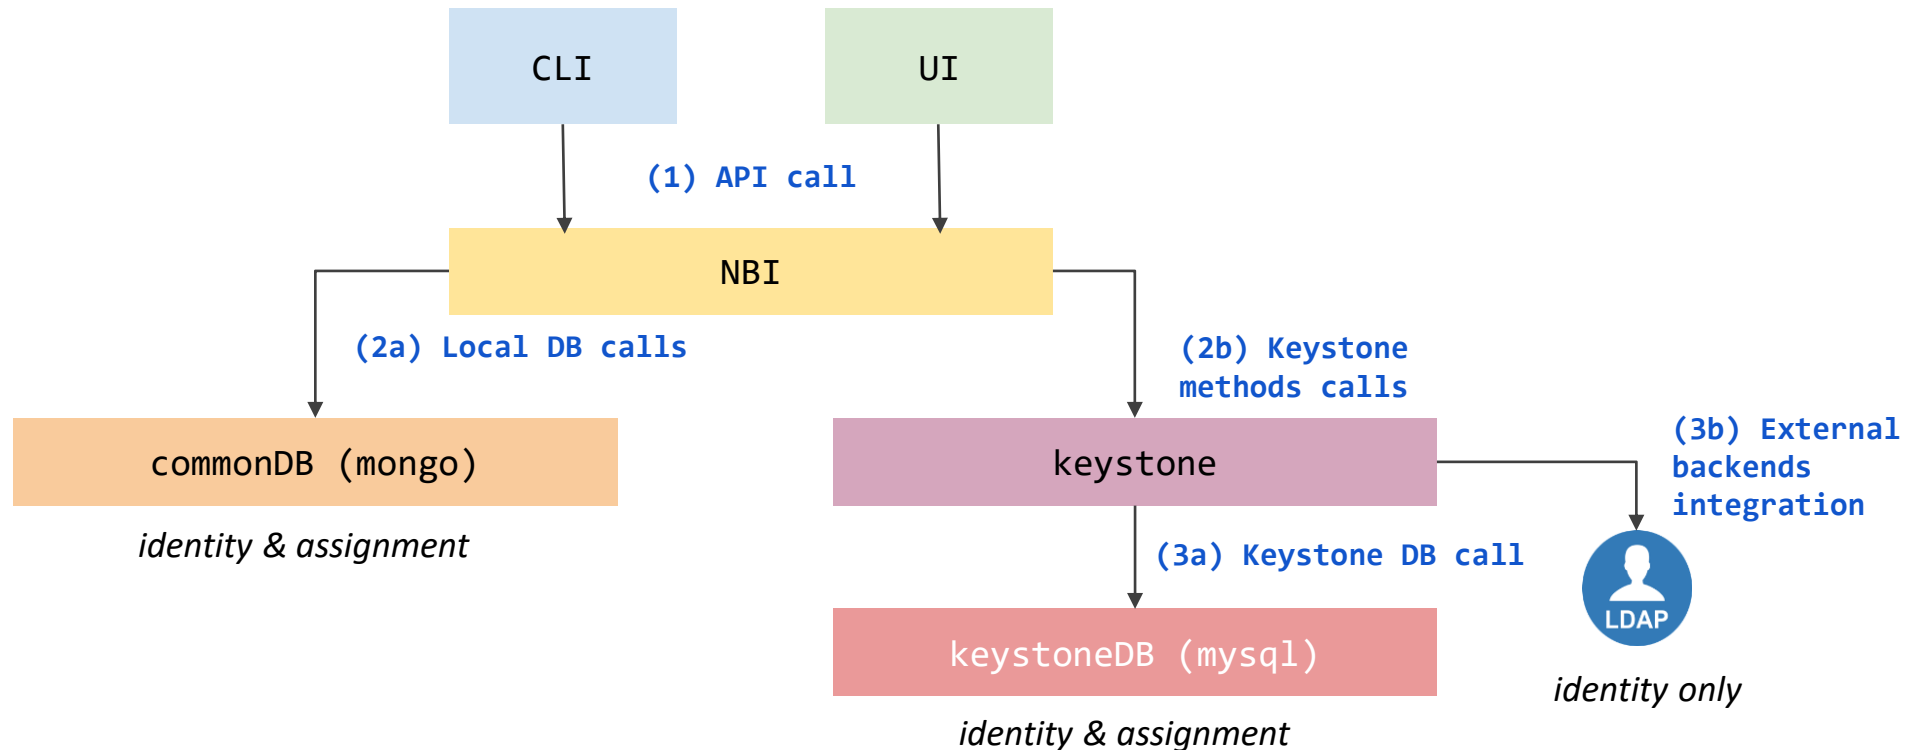 CLI
UI
(1) API call
NBI
(2a) Local DB calls
(2b) Keystone
methods calls
commonDB (mongo)
keystone
(3b) External
backends
integration
identity & assignment
(3a) Keystone DB call
LDAP
keystoneDB (mysql)
identity only
identity & assignment